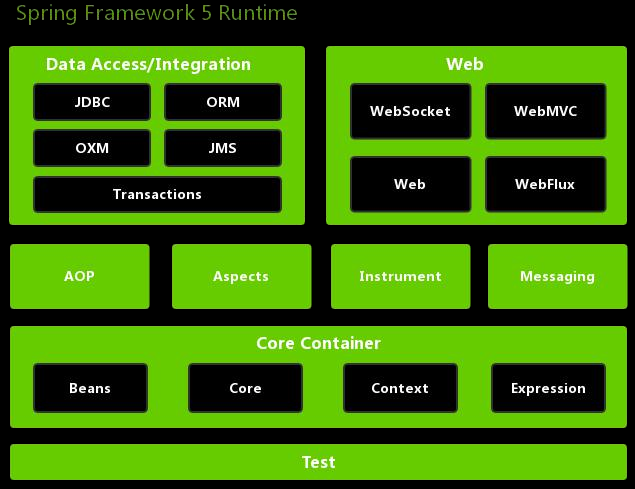 Spring Framework 5 Runtime
Data Access/Integration
JDBC
ORM
OXM
JMS
Transactions
Web
WebSocket
WebMVC
Web
WebFlux
AOP
Aspects
Instrument
Messaging
Core Container
Beans
Core
Context
Expression
Test